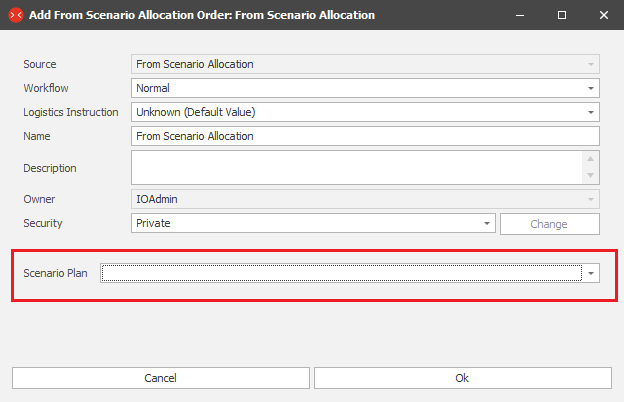 Add From Scenario Allocation Order: From Scenario Allocation
Source From Scenario Allocation
Workflow Normal
Logistics Instruction Unknown (Default Value)
Name From Scenario Allocation
Description
Owner IOAdmin
Security Private Change
Scenario Plan
Cancel Ok